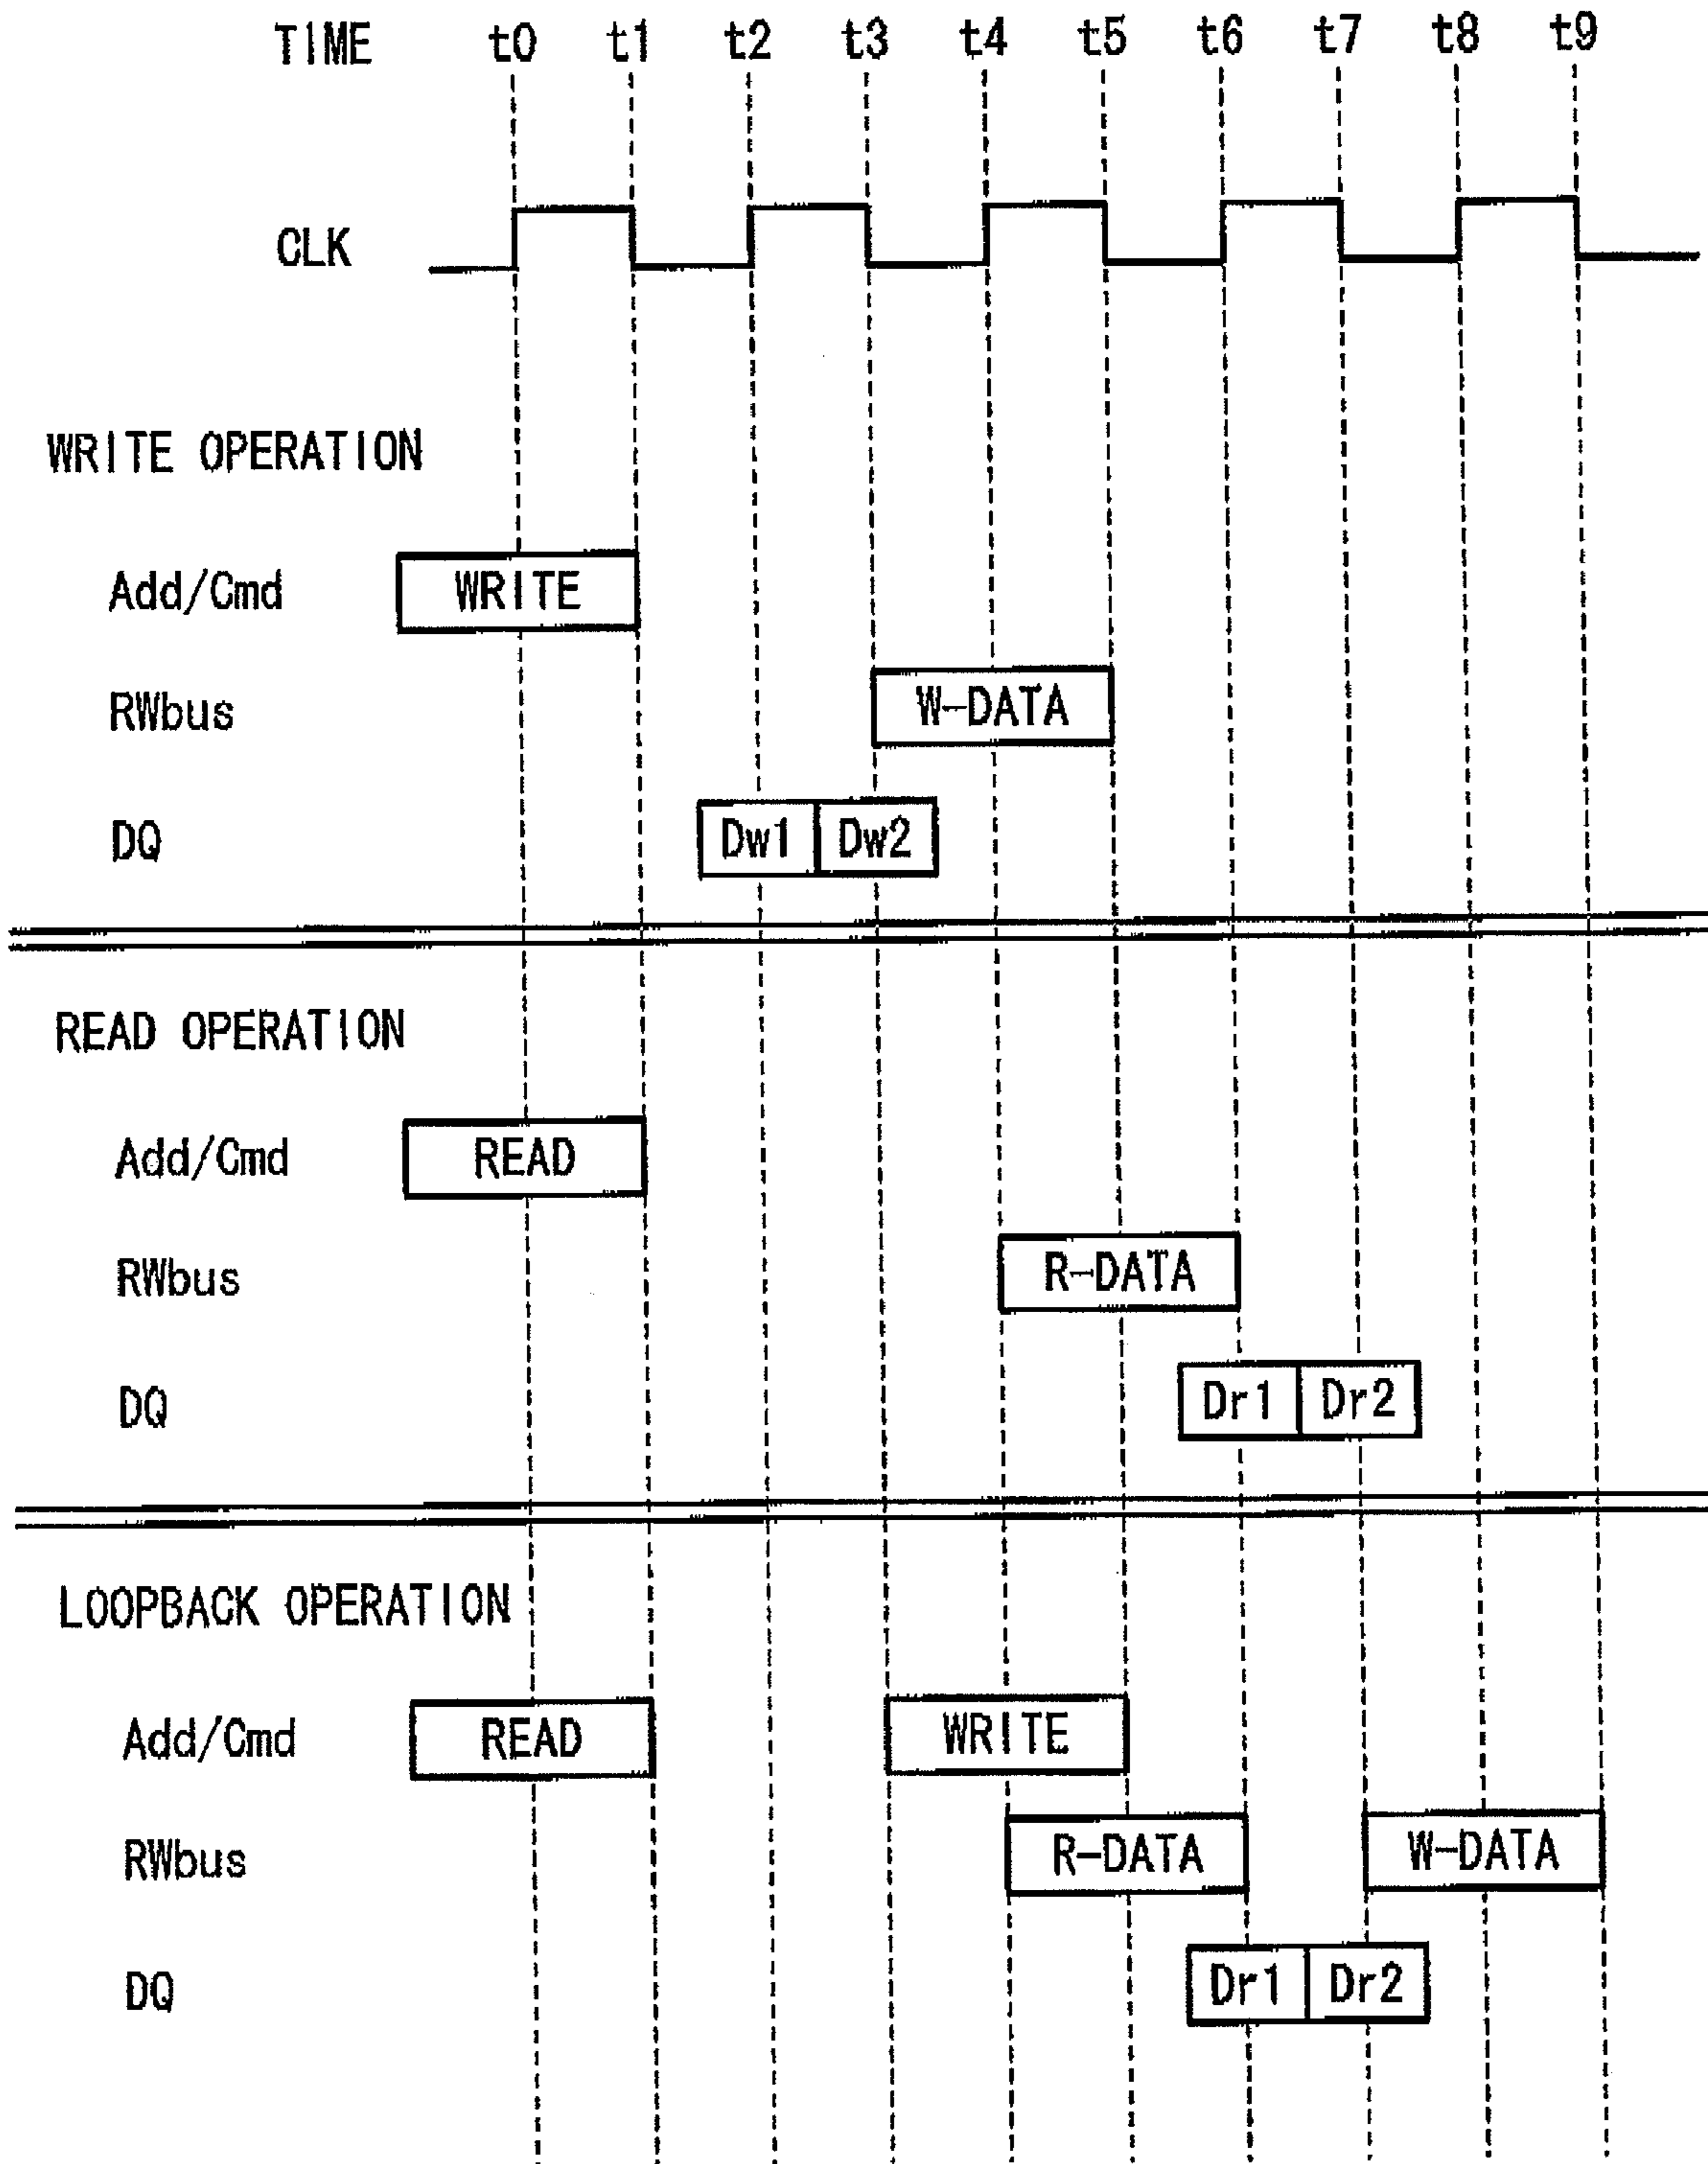 TIME t0 t1 t2 t3 t4 t5 t6 t7 t8 t9
CLK
WRITE OPERATION
Add/Cmd WRITE
RWbus W-DATA
DQ Dw1 Dw2
READ OPERATION
Add/Cmd READ
RWbus R-DATA
DQ Dr1 Dr2
LOOPBACK OPERATION
Add/Cmd READ WRITE
RWbus R-DATA W-DATA
DQ Dr1 Dr2